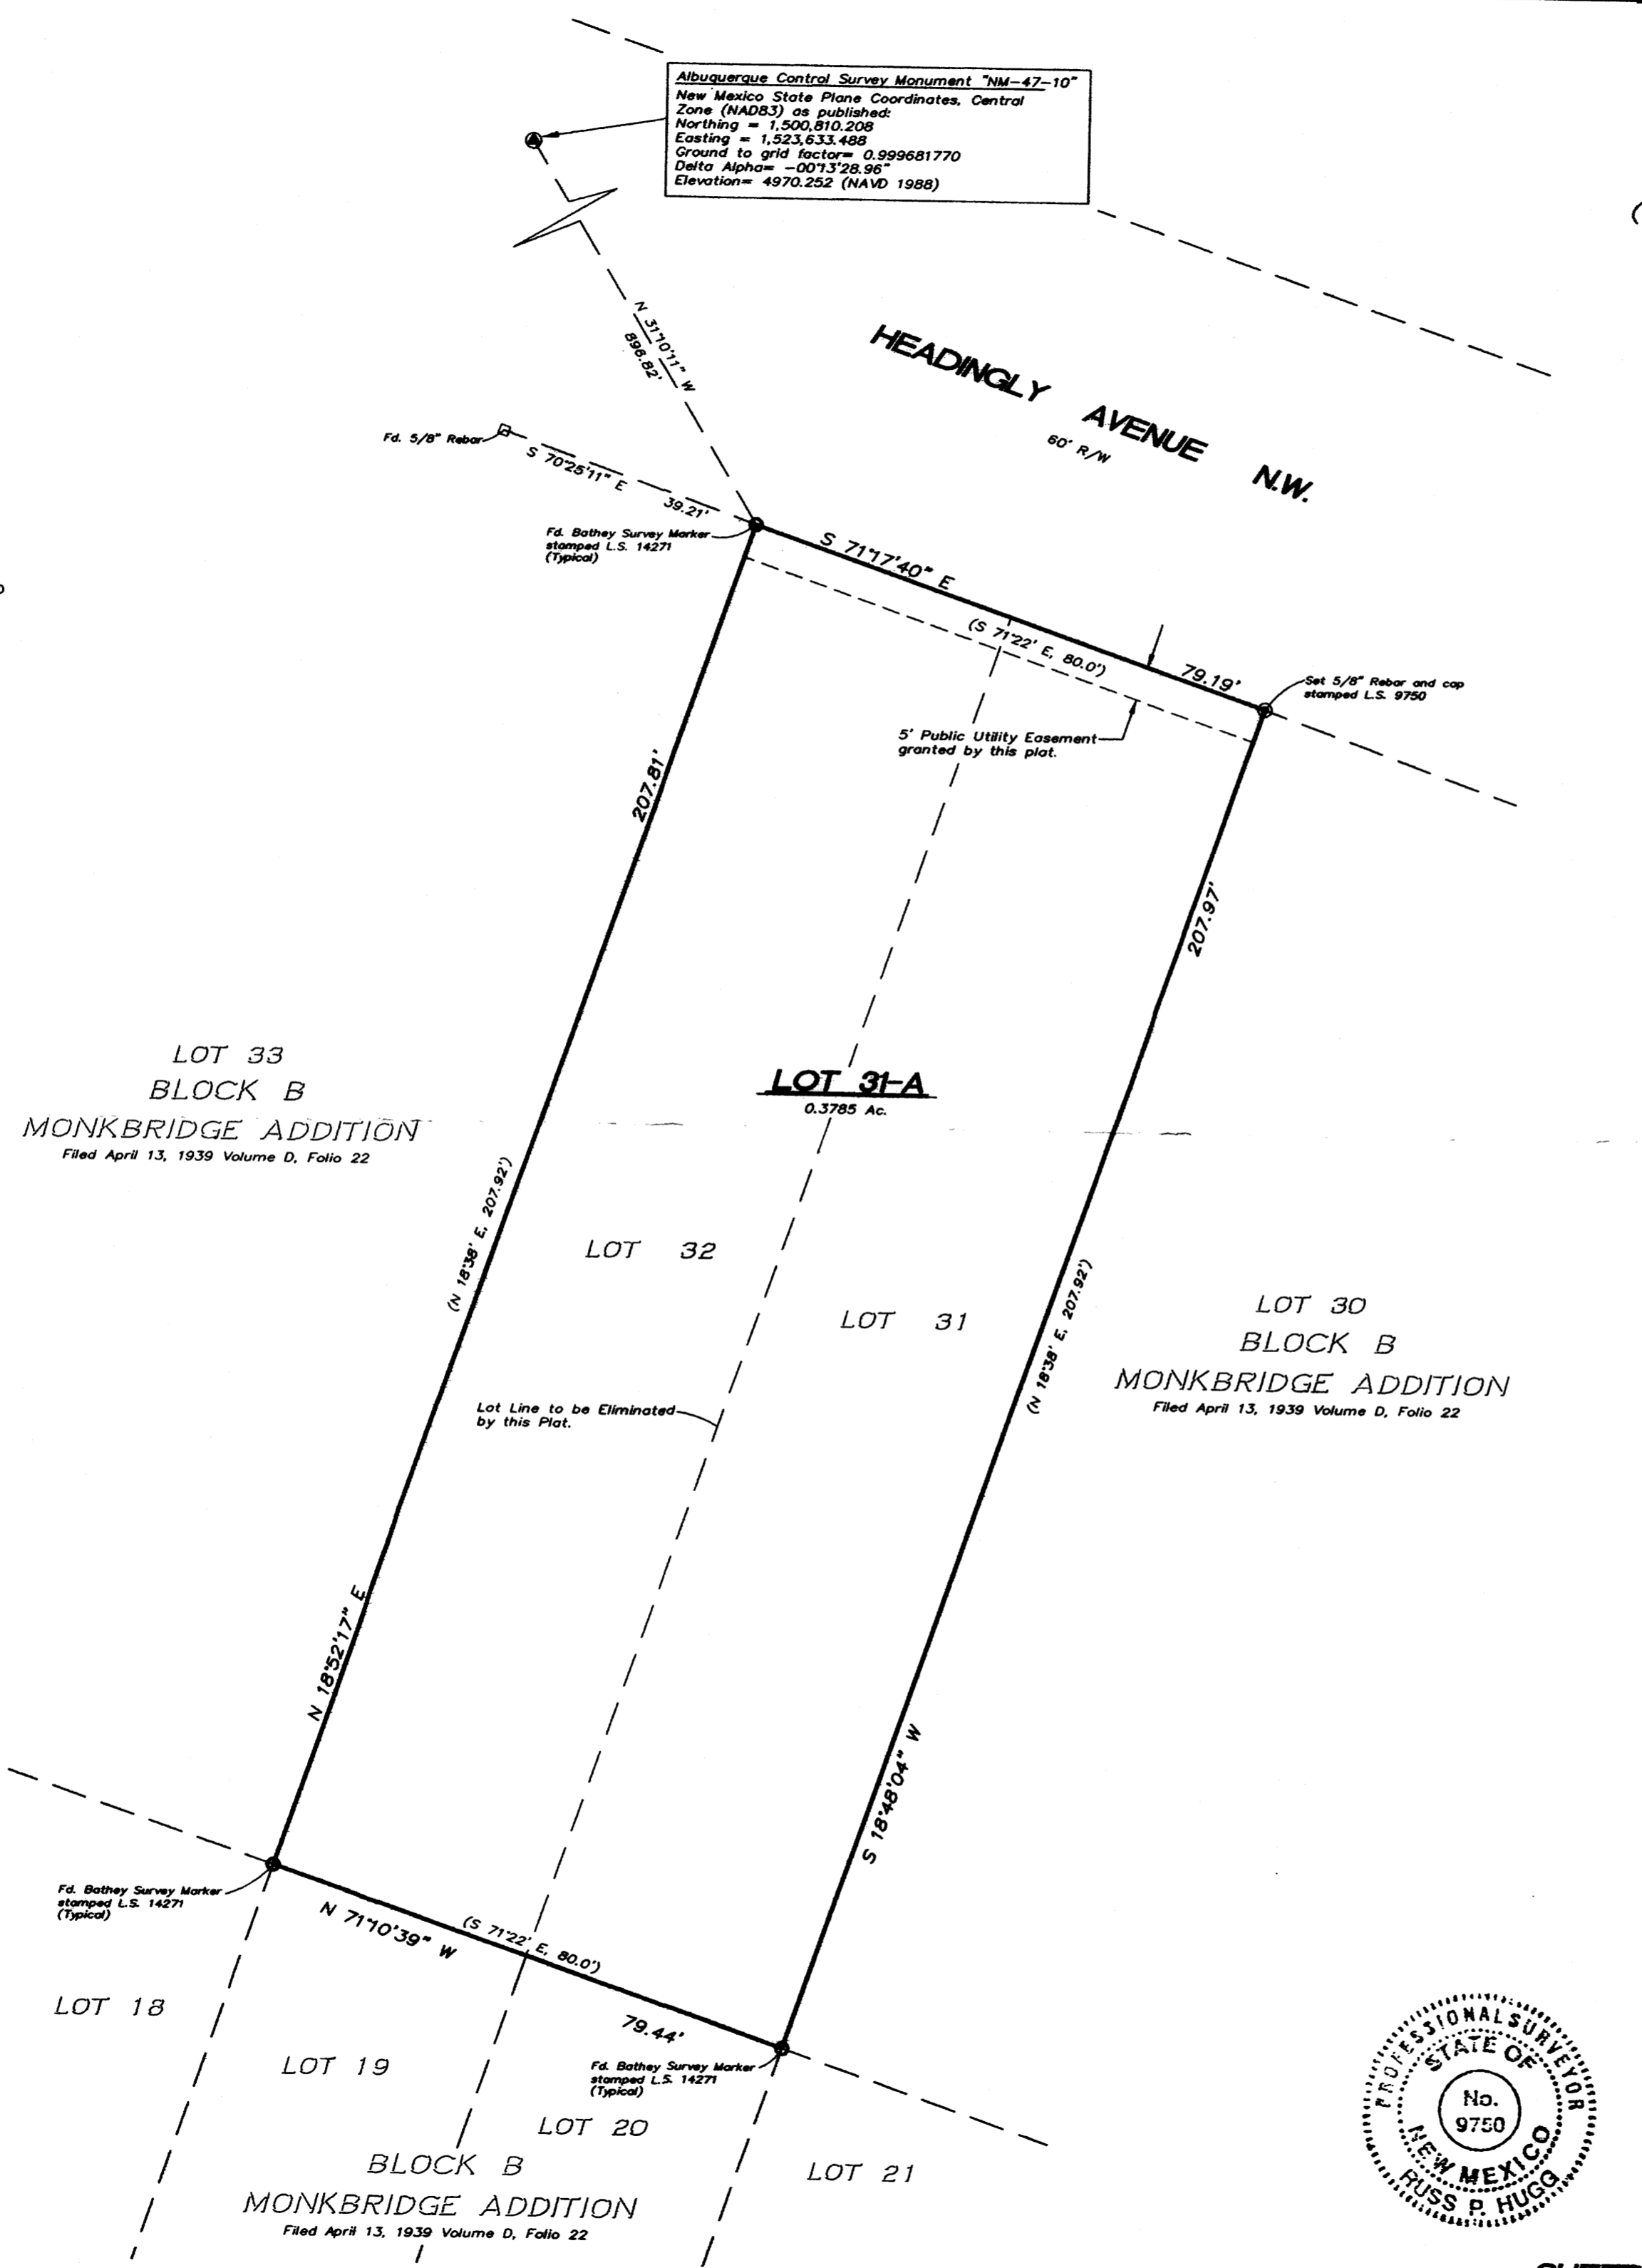 Albuquerque Control Survey Monument "NM-47-10"
New Mexico State Plane Coordinates, Central
Zone (NAD83) as published:
Northing = 1,500,810.208
Easting = 1,523,633.488
Ground to grid factor= 0.999681770
Delta Alpha= -00°13'28.96"
Elevation= 4970.252 (NAVD 1988)
N 31°10'11" W
896.82'
HEADINGLY AVENUE N.W.
60' R/W
Fd. 5/8" Rebar
S 70°25'11" E
39.21'
Fd. Bathey Survey Marker
stamped L.S. 14271
(Typical)
S 71°17'40" E
(S 71°22' E, 80.0')
79.19'
Set 5/8" Rebar and cap
stamped L.S. 9750
5' Public Utility Easement
granted by this plat.
207.81'
207.97'
LOT 33
BLOCK B
MONKBRIDGE ADDITION
Filed April 13, 1939 Volume D, Folio 22
LOT 31-A
0.3785 Ac.
(N 18°38' E, 207.92')
LOT 32
LOT 31
(N 18°38' E, 207.92')
LOT 30
BLOCK B
MONKBRIDGE ADDITION
Filed April 13, 1939 Volume D, Folio 22
Lot Line to be Eliminated
by this Plat.
N 18°52'17" E
S 18°48'04" W
Fd. Bathey Survey Marker
stamped L.S. 14271
(Typical)
N 71°10'39" W
(S 71°22' E, 80.0')
79.44'
Fd. Bathey Survey Marker
stamped L.S. 14271
(Typical)
LOT 18
LOT 19
LOT 20
LOT 21
BLOCK B
MONKBRIDGE ADDITION
Filed April 13, 1939 Volume D, Folio 22
PROFESSIONAL SURVEYOR
STATE OF
No.
9750
NEW MEXICO
RUSS P. HUGG